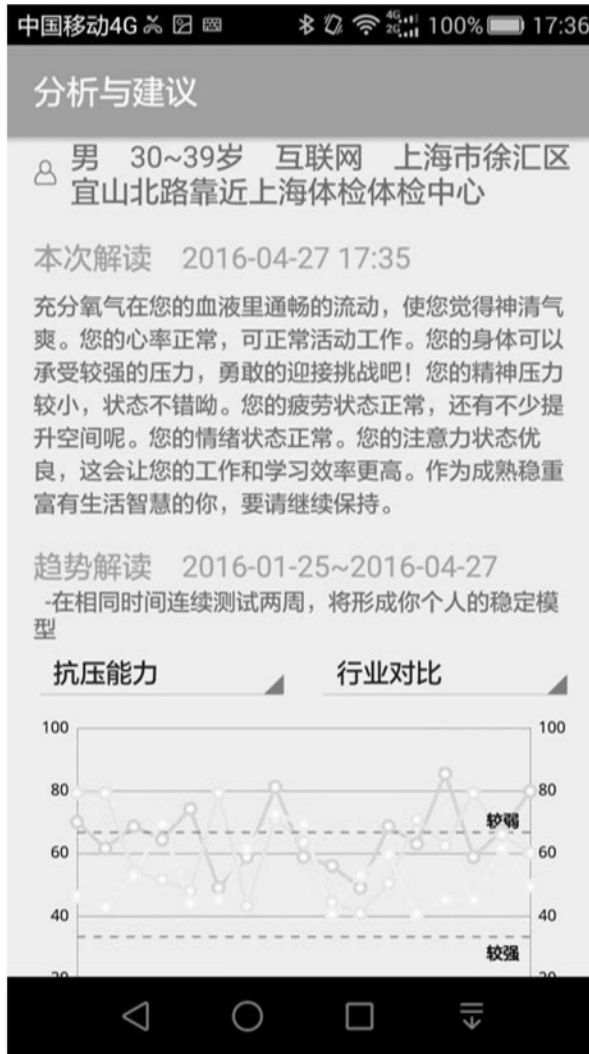 中国移动4G 4G 2G 100% 17:36
分析与建议
男 30~39岁 互联网 上海市徐汇区
宜山北路靠近上海体检体检中心
本次解读 2016-04-27 17:35
充分氧气在您的血液里通畅的流动，使您觉得神清气
爽。您的心率正常，可正常活动工作。您的身体可以
承受较强的压力，勇敢的迎接挑战吧！您的精神压力
较小，状态不错呦。您的疲劳状态正常，还有不少提
升空间呢。您的情绪状态正常。您的注意力状态优
良，这会让您的工作和学习效率更高。作为成熟稳重
富有生活智慧的你，要请继续保持。
趋势解读 2016-01-25~2016-04-27
-在相同时间连续测试两周，将形成你个人的稳定模
型
抗压能力 行业对比
100 100
80 80
较弱
60 60
40 40
较强
20 20